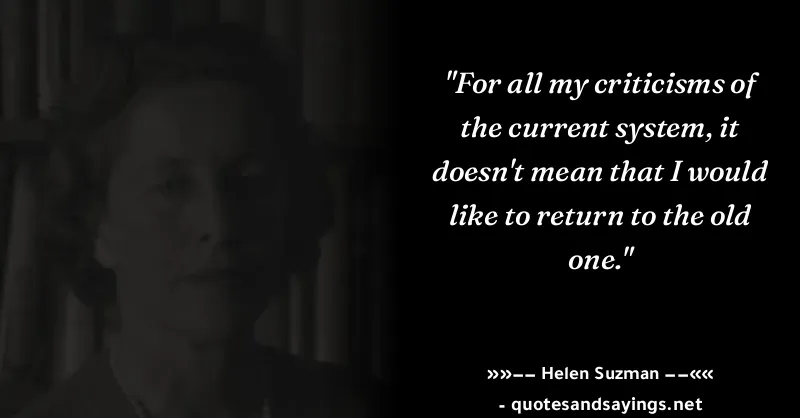 "For all my criticisms of
the current system, it
doesn't mean that I would
like to return to the old
one."
»»–– Helen Suzman ––««
- quotesandsayings.net